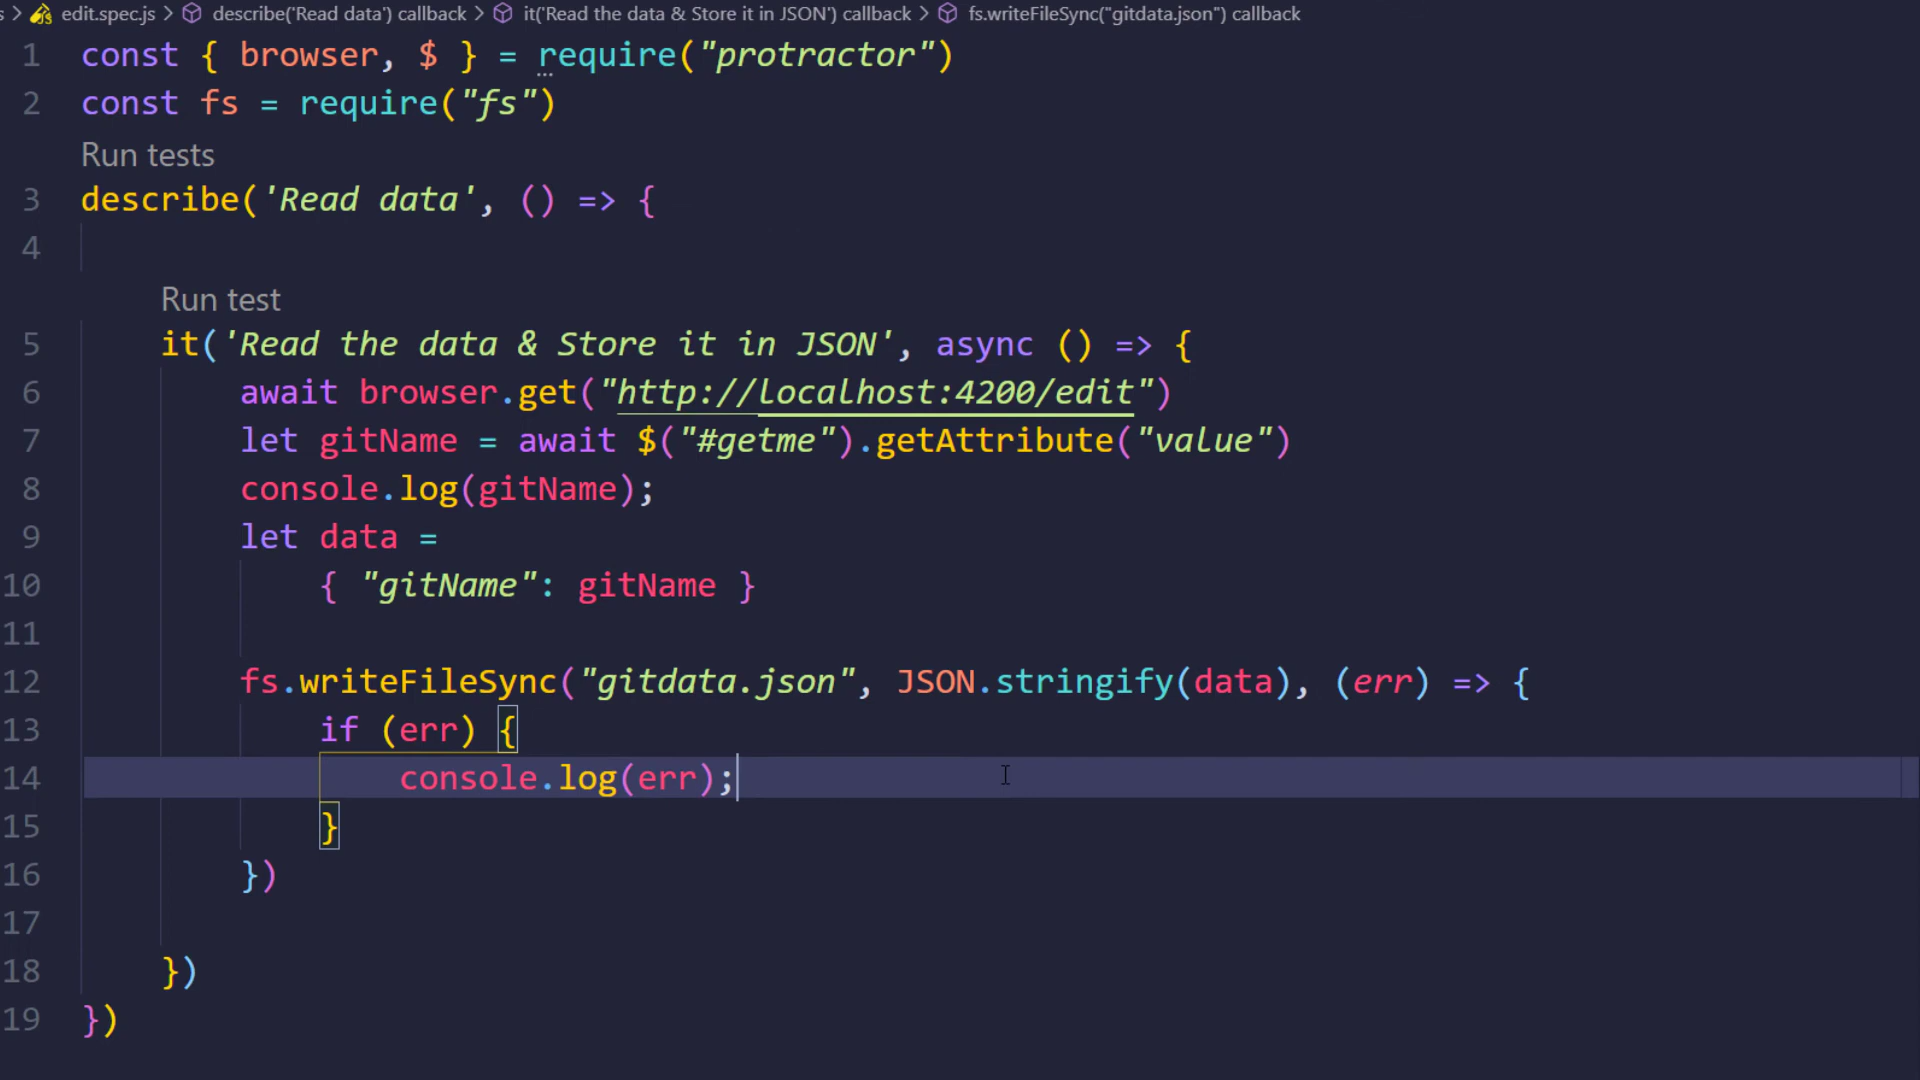 s > edit.spec.js > describe('Read data') callback > it('Read the data & Store it in JSON') callback > fs.writeFileSync("gitdata.json") callback
1 const { browser, $ } = require("protractor")
2 const fs = require("fs")
Run tests
3 describe('Read data', () => {
4
Run test
5 it('Read the data & Store it in JSON', async () => {
6 await browser.get("http://localhost:4200/edit")
7 let gitName = await $("#getme").getAttribute("value")
8 console.log(gitName);
9 let data =
10 { "gitName": gitName }
11
12 fs.writeFileSync("gitdata.json", JSON.stringify(data), (err) => {
13 if (err) {
14 console.log(err);
15 }
16 })
17
18 })
19 })